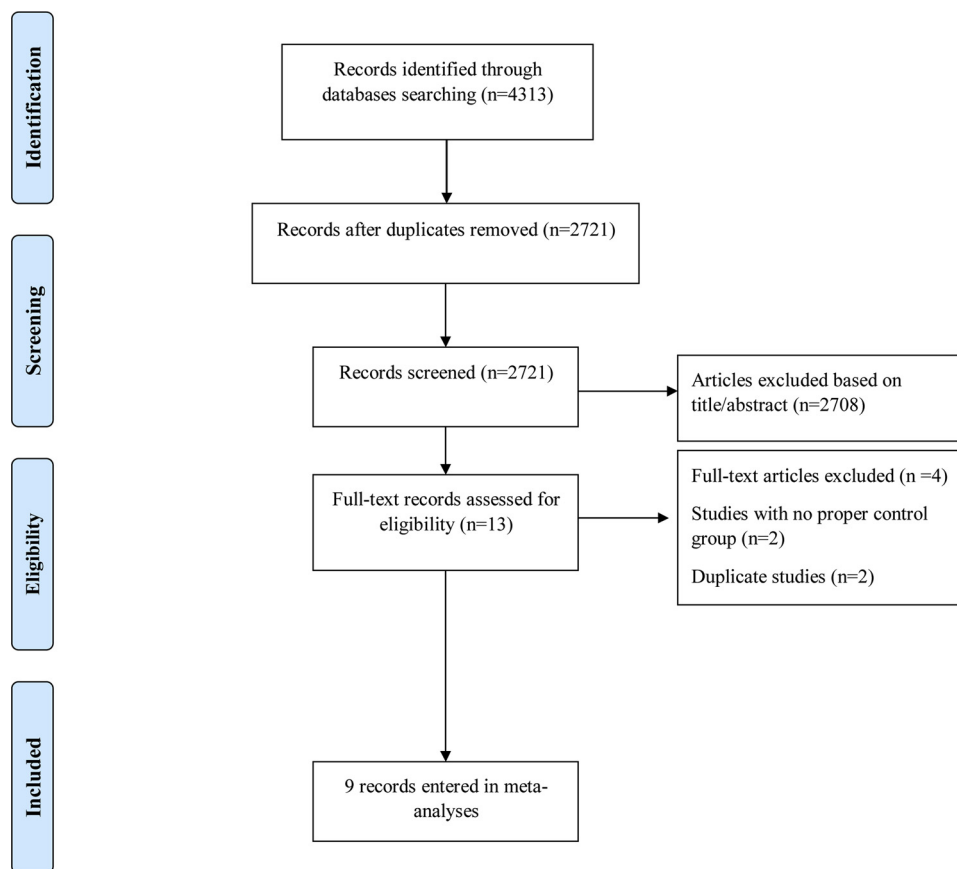 Identification
Records identified through
databases searching (n=4313)
Records after duplicates removed (n=2721)
Screening
Records screened (n=2721)
Articles excluded based on
title/abstract (n=2708)
Eligibility
Full-text records assessed for
eligibility (n=13)
Full-text articles excluded (n =4)
Studies with no proper control
group (n=2)
Duplicate studies (n=2)
Included
9 records entered in meta-
analyses